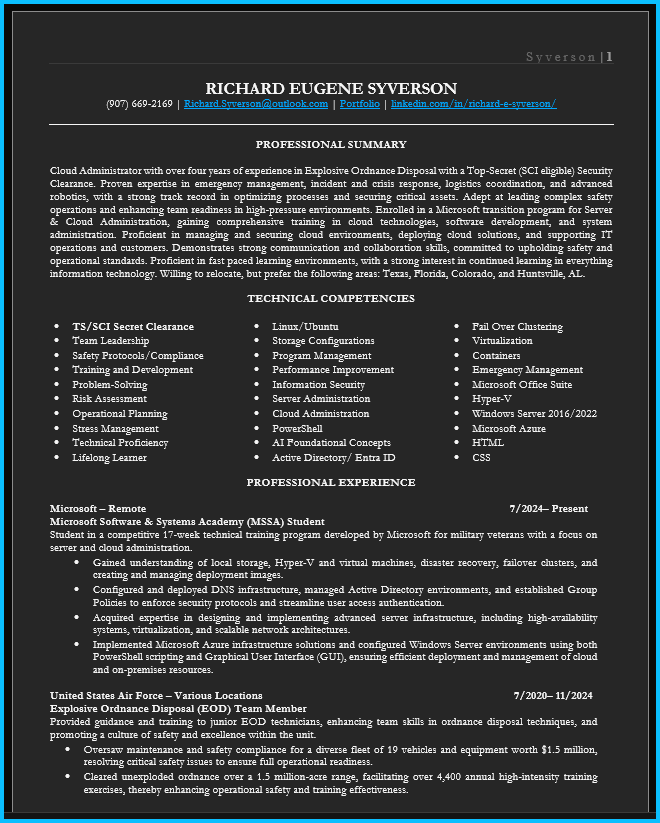 Syverson | 1
RICHARD EUGENE SYVERSON
(907) 669-2169 | Richard.Syverson@outlook.com | Portfolio | linkedin.com/in/richard-e-syverson/
PROFESSIONAL SUMMARY
Cloud Administrator with over four years of experience in Explosive Ordnance Disposal with a Top-Secret (SCI eligible) Security
Clearance. Proven expertise in emergency management, incident and crisis response, logistics coordination, and advanced
robotics, with a strong track record in optimizing processes and securing critical assets. Adept at leading complex safety
operations and enhancing team readiness in high-pressure environments. Enrolled in a Microsoft transition program for Server
& Cloud Administration, gaining comprehensive training in cloud technologies, software development, and system
administration. Proficient in managing and securing cloud environments, deploying cloud solutions, and supporting IT
operations and customers. Demonstrates strong communication and collaboration skills, committed to upholding safety and
operational standards. Proficient in fast paced learning environments, with a strong interest in continued learning in everything
information technology. Willing to relocate, but prefer the following areas: Texas, Florida, Colorado, and Huntsville, AL.
TECHNICAL COMPETENCIES
• TS/SCI Secret Clearance
• Team Leadership
• Safety Protocols/Compliance
• Training and Development
• Problem-Solving
• Risk Assessment
• Operational Planning
• Stress Management
• Technical Proficiency
• Lifelong Learner
• Linux/Ubuntu
• Storage Configurations
• Program Management
• Performance Improvement
• Information Security
• Server Administration
• Cloud Administration
• PowerShell
• AI Foundational Concepts
• Active Directory/ Entra ID
• Fail Over Clustering
• Virtualization
• Containers
• Emergency Management
• Microsoft Office Suite
• Hyper-V
• Windows Server 2016/2022
• Microsoft Azure
• HTML
• CSS
PROFESSIONAL EXPERIENCE
Microsoft – Remote 7/2024– Present
Microsoft Software & Systems Academy (MSSA) Student
Student in a competitive 17-week technical training program developed by Microsoft for military veterans with a focus on
server and cloud administration.
• Gained understanding of local storage, Hyper-V and virtual machines, disaster recovery, failover clusters, and
creating and managing deployment images.
• Configured and deployed DNS infrastructure, managed Active Directory environments, and established Group
Policies to enforce security protocols and streamline user access authentication.
• Acquired expertise in designing and implementing advanced server infrastructure, including high-availability
systems, virtualization, and scalable network architectures.
• Implemented Microsoft Azure infrastructure solutions and configured Windows Server environments using both
PowerShell scripting and Graphical User Interface (GUI), ensuring efficient deployment and management of cloud
and on-premises resources.
United States Air Force – Various Locations 7/2020– 11/2024
Explosive Ordnance Disposal (EOD) Team Member
Provided guidance and training to junior EOD technicians, enhancing team skills in ordnance disposal techniques, and
promoting a culture of safety and excellence within the unit.
• Oversaw maintenance and safety compliance for a diverse fleet of 19 vehicles and equipment worth $1.5 million,
resolving critical safety issues to ensure full operational readiness.
• Cleared unexploded ordnance over a 1.5 million-acre range, facilitating over 4,400 annual high-intensity training
exercises, thereby enhancing operational safety and training effectiveness.